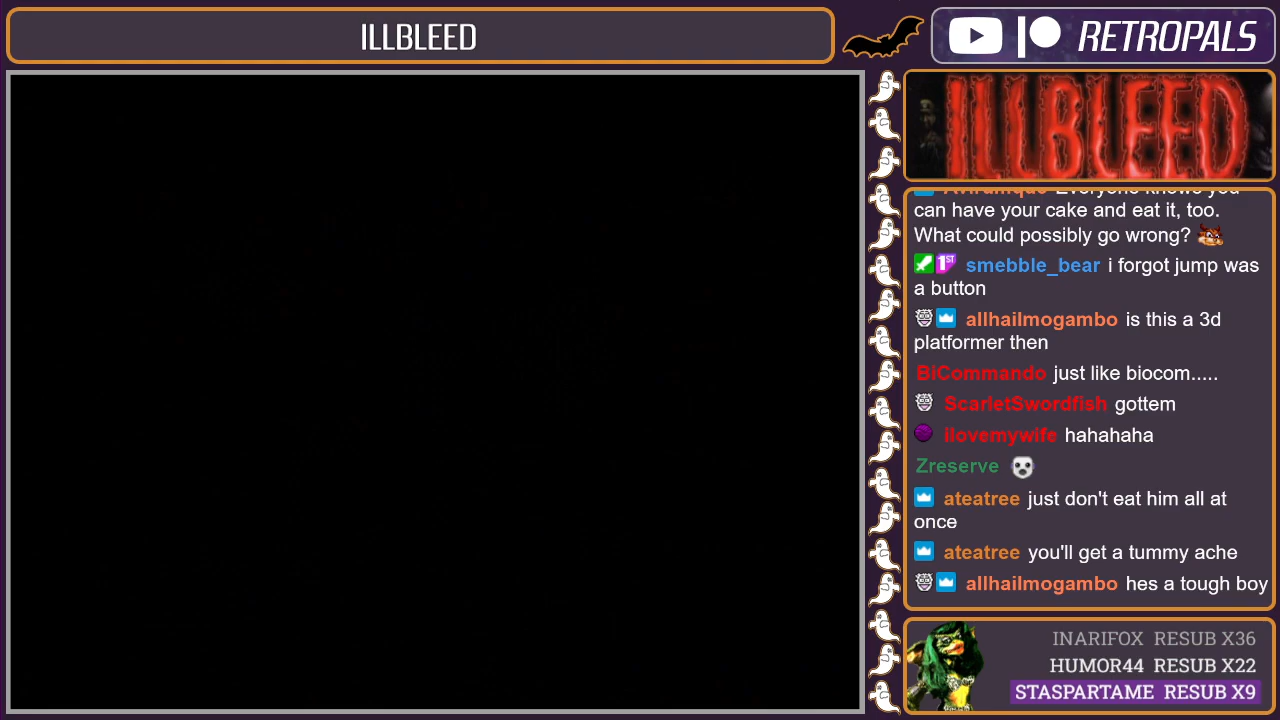 ILLBLEED
RETROPALS
ILLBLEED
can have your cake and eat it, too.
What could possibly go wrong?
1ST smebble_bear i forgot jump was
a button
allhailmogambo is this a 3d
platformer then
BiCommando just like biocom.....
ScarletSwordfish gottem
ilovemywife hahahaha
Zreserve
ateatree just don't eat him all at
once
ateatree you'll get a tummy ache
allhailmogambo hes a tough boy
INARIFOX RESUB X36
HUMOR44 RESUB X22
STASPARTAME RESUB X9